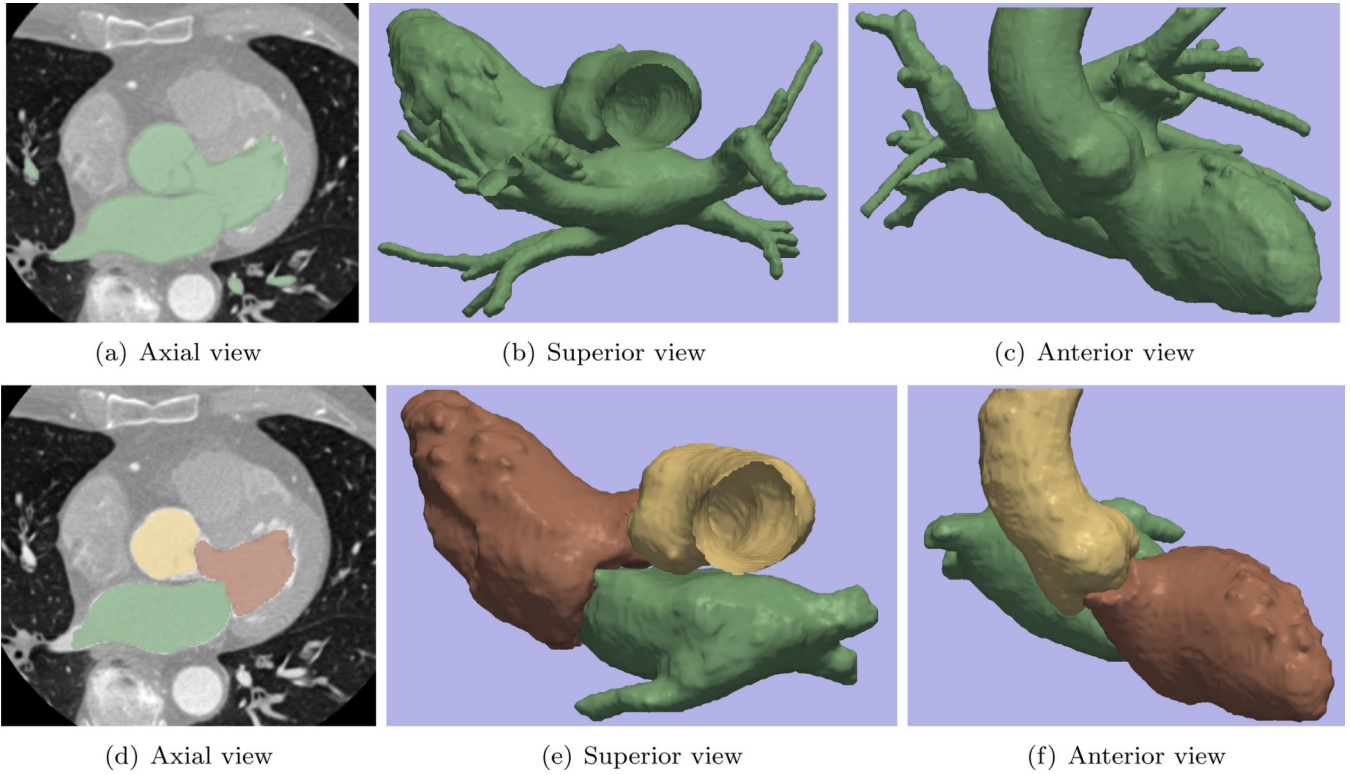 (a) Axial view
(b) Superior view
(c) Anterior view
(d) Axial view
(e) Superior view
(f) Anterior view